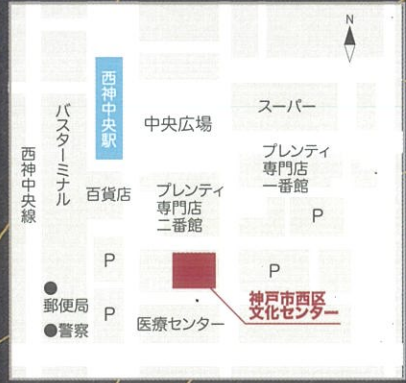 N
西神中央駅
スーパー
中央広場
バスターミナル
西神中央線
プレンティ
専門店
一番館
百貨店
プレンティ
専門店
二番館
P
P
P
郵便局
P
警察
医療センター
神戸市西区
文化センター